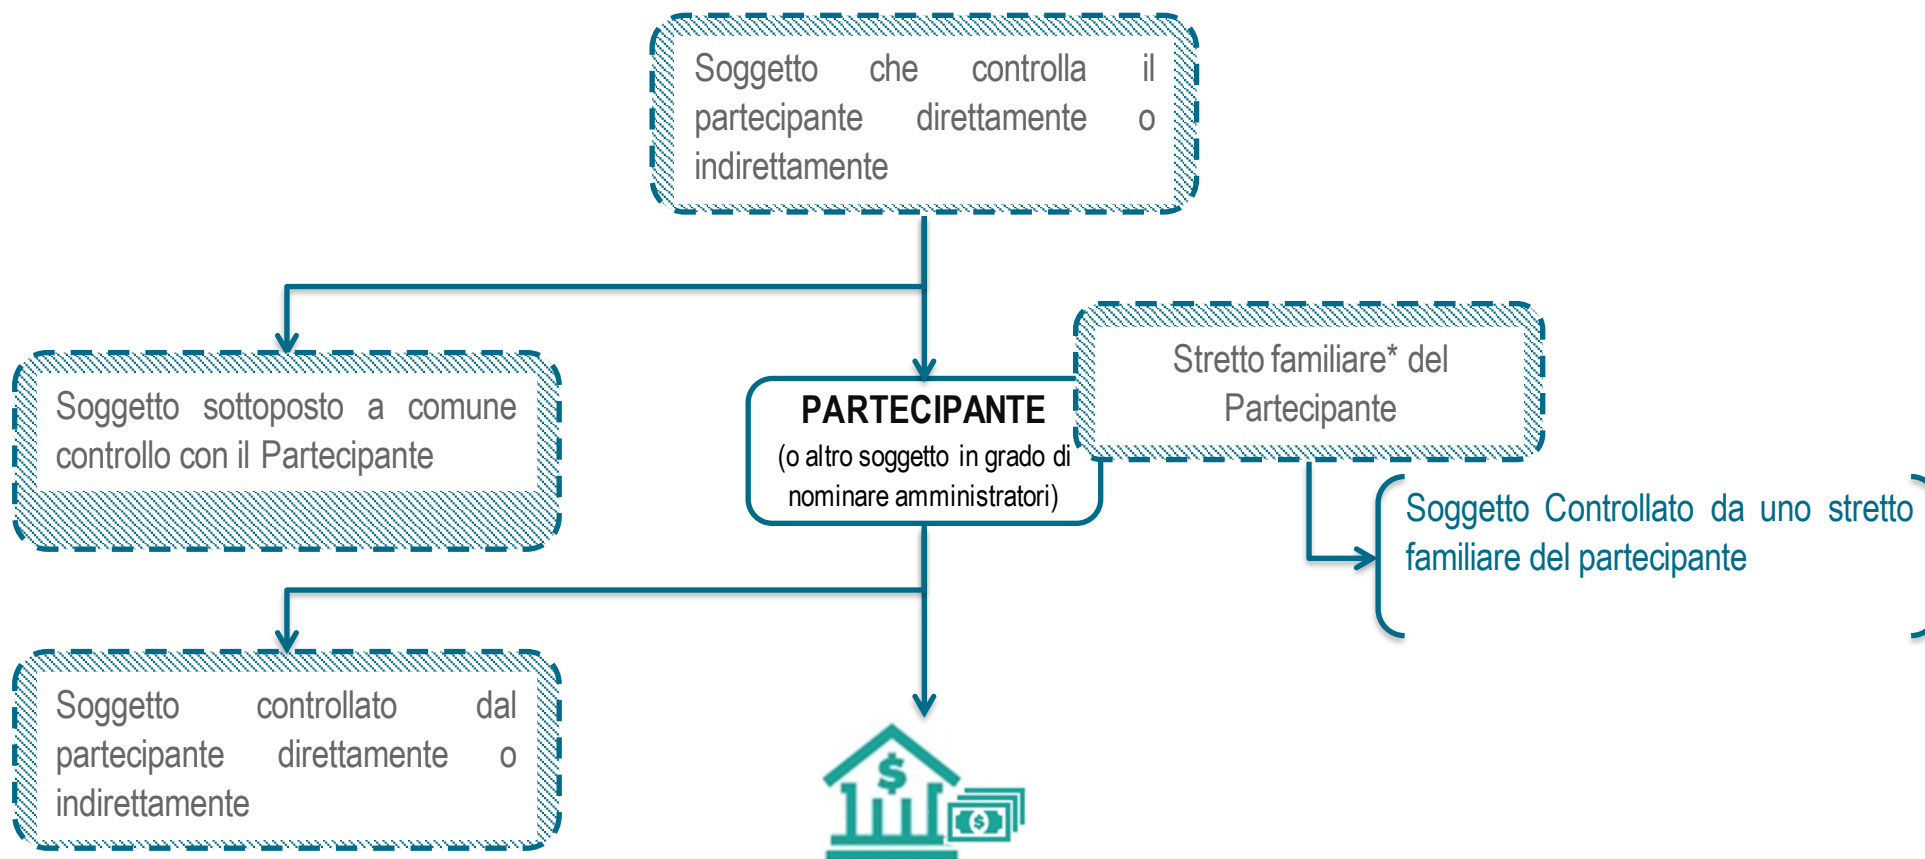 Soggetto che controlla il
partecipante direttamente o
indirettamente
Stretto familiare* del
Partecipante
Soggetto sottoposto a comune
controllo con il Partecipante
PARTECIPANTE
(o altro soggetto in grado di
nominare amministratori)
Soggetto Controllato da uno stretto
familiare del partecipante
Soggetto controllato dal
partecipante direttamente o
indirettamente
$
$